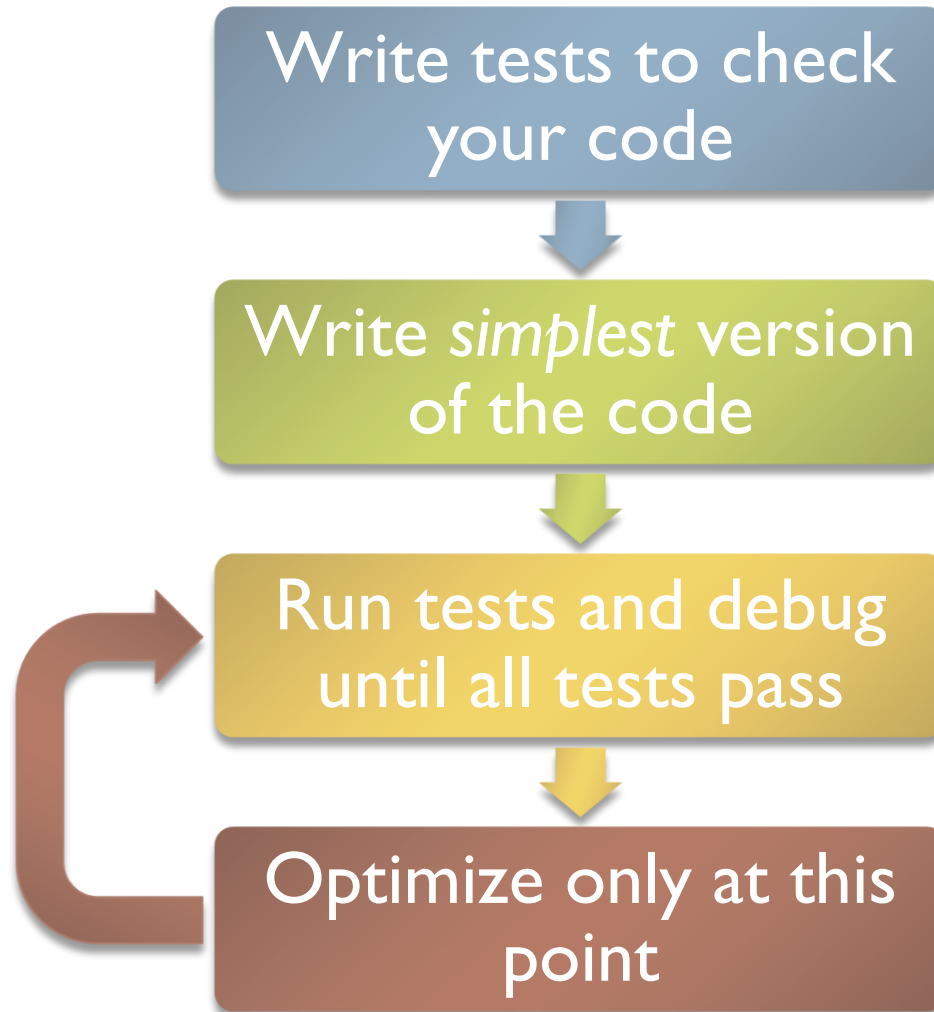 Write tests to check
your code
Write simplest version
of the code
Run tests and debug
until all tests pass
Optimize only at this
point